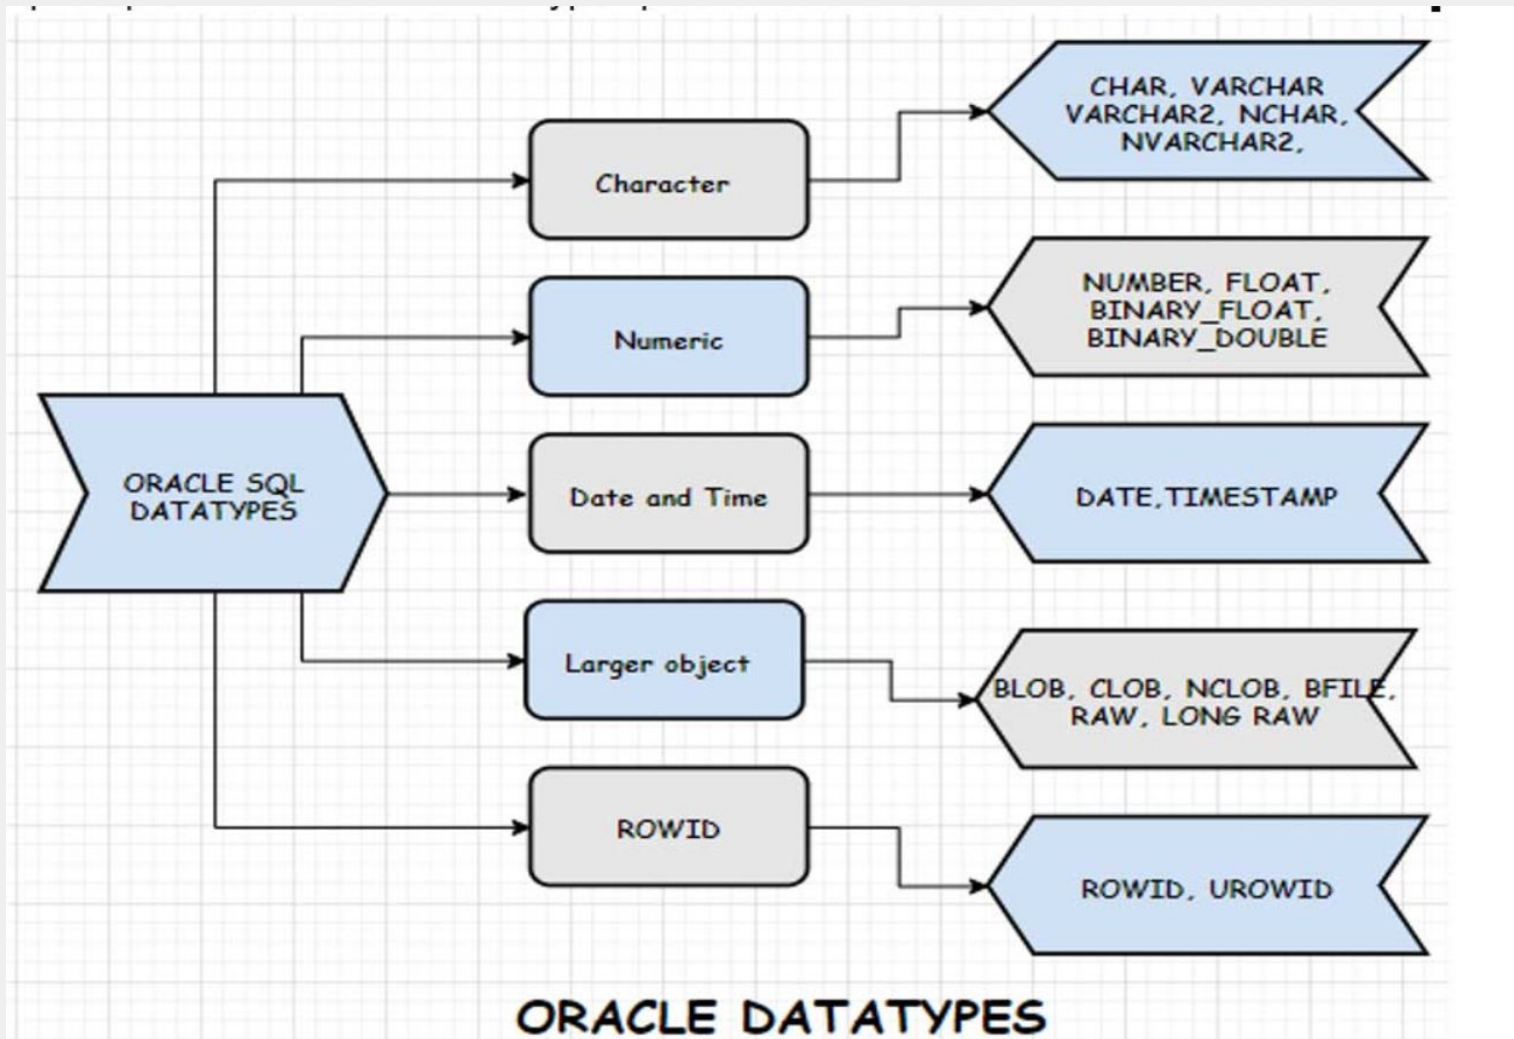 ORACLE SQL
DATATYPES
Character
CHAR, VARCHAR
VARCHAR2, NCHAR,
NVARCHAR2,
Numeric
NUMBER, FLOAT,
BINARY_FLOAT,
BINARY_DOUBLE
Date and Time
DATE,TIMESTAMP
Larger object
BLOB, CLOB, NCLOB, BFILE,
RAW, LONG RAW
ROWID
ROWID, UROWID
ORACLE DATATYPES